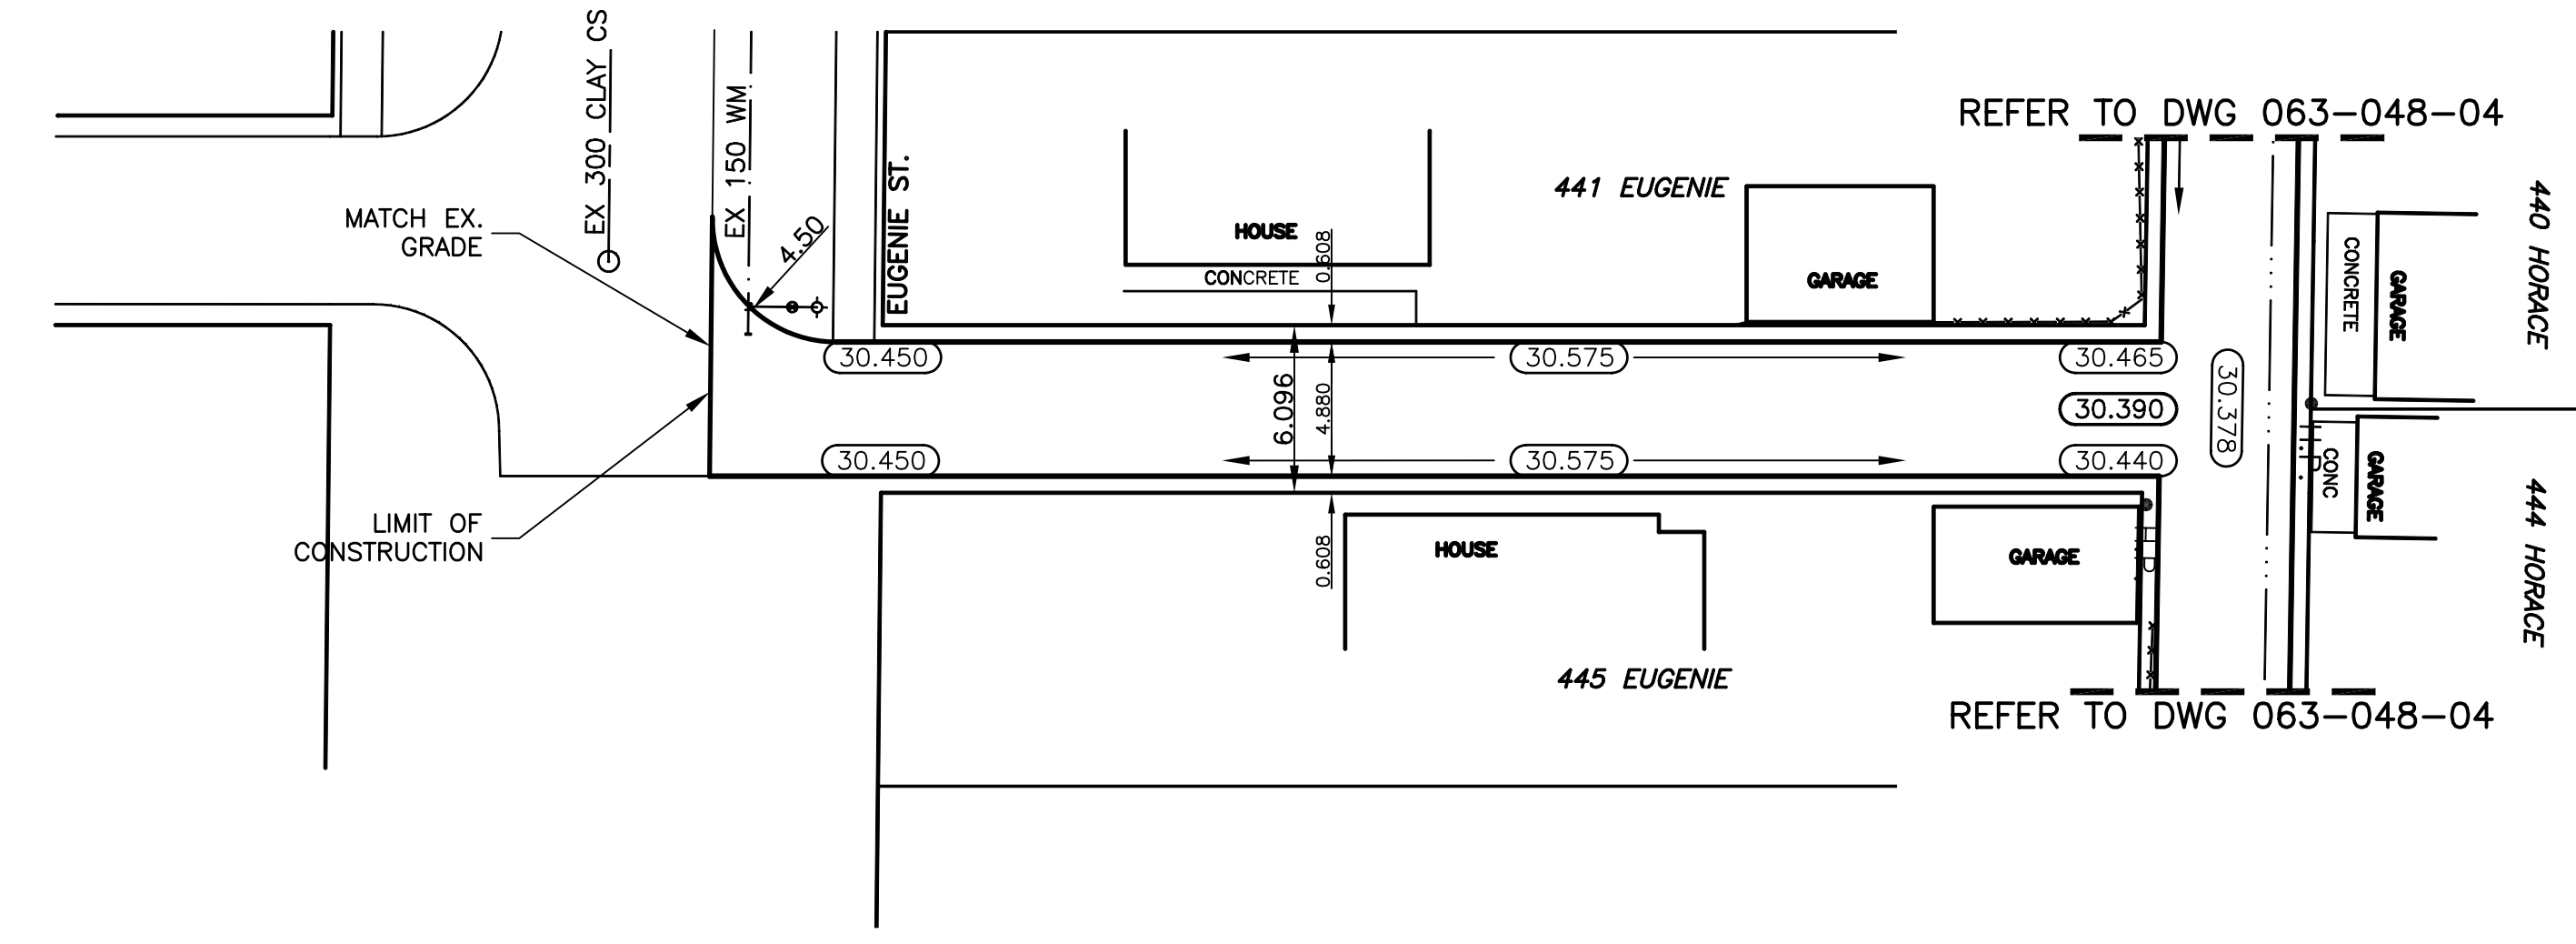 EX 300 CLAY CS
EX 150 WM
MATCH EX.
GRADE
4.50
EUGENIE ST.
HOUSE
CONCRETE
0.608
441 EUGENIE
GARAGE
REFER TO DWG 063-048-04
440 HORACE
CONCRETE
GARAGE
30.450
30.575
30.465
6.096
4.880
30.390
30.378
30.450
30.575
30.440
H.P.
CONC
GARAGE
444 HORACE
LIMIT OF
CONSTRUCTION
0.608
HOUSE
GARAGE
H.P.
445 EUGENIE
REFER TO DWG 063-048-04